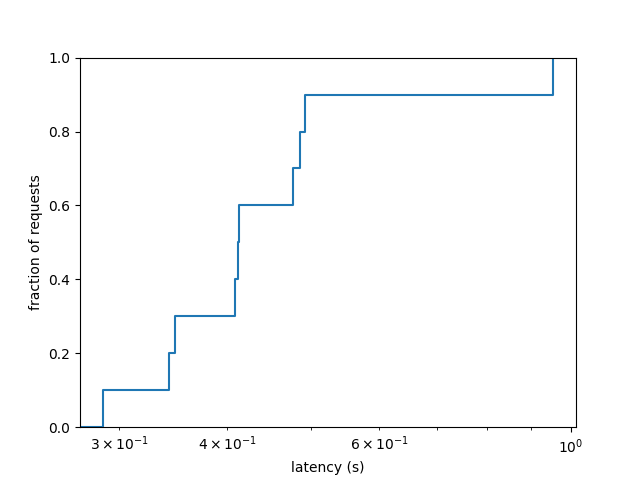 1.0
0.8
0.6
0.4
0.2
0.0
fraction of requests
3 × 10⁻¹ 4 × 10⁻¹ 6 × 10⁻¹ 10⁰
latency (s)